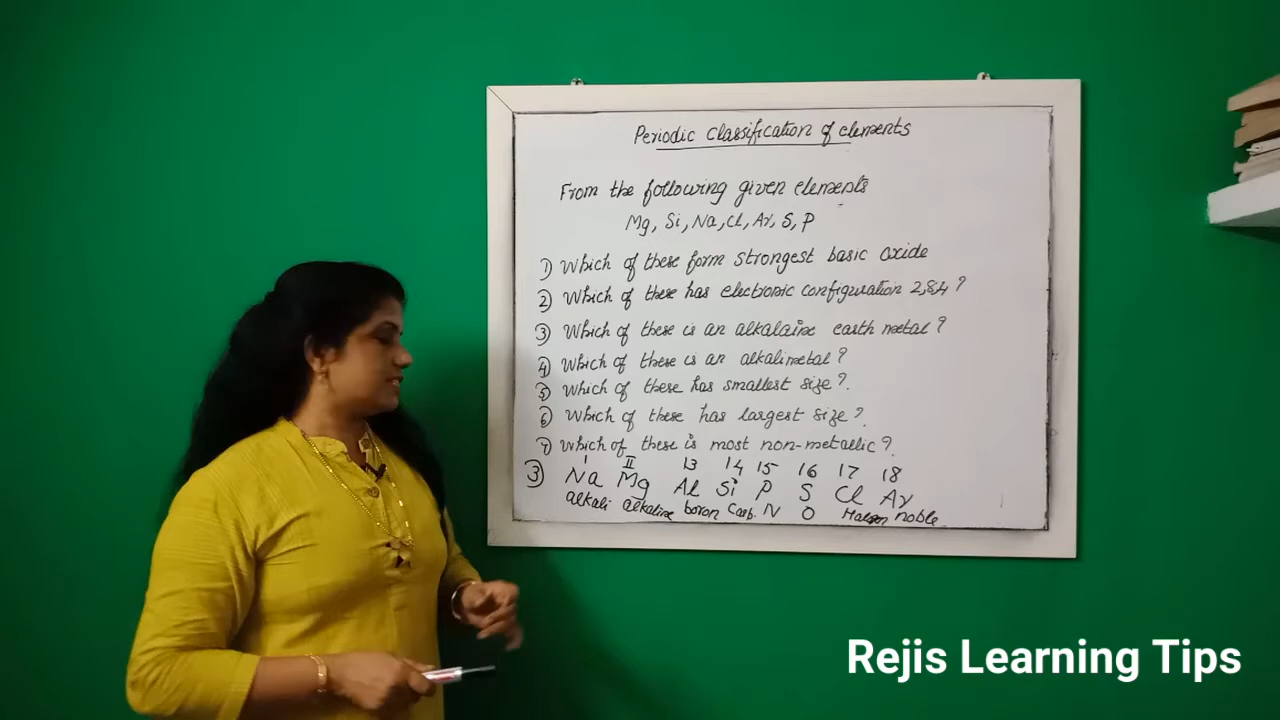 Periodic classification of elements
From the following given elements
Mg, Si, Na, Cl, Ar, S, P
1) Which of these form strongest basic oxide
2) Which of these has electronic configuration 2,8,4 ?
3) Which of these is an alkalaine earth metal ?
4) Which of these is an alkalimetal ?
5) Which of these has smallest size ?
6) Which of these has largest size ?
7) Which of these is most non-metallic ?
I II 13 14 15 16 17 18
3) Na Mg Al Si P S Cl Ar
alkali alkaline boron Carb. N O noble
Rejis Learning Tips